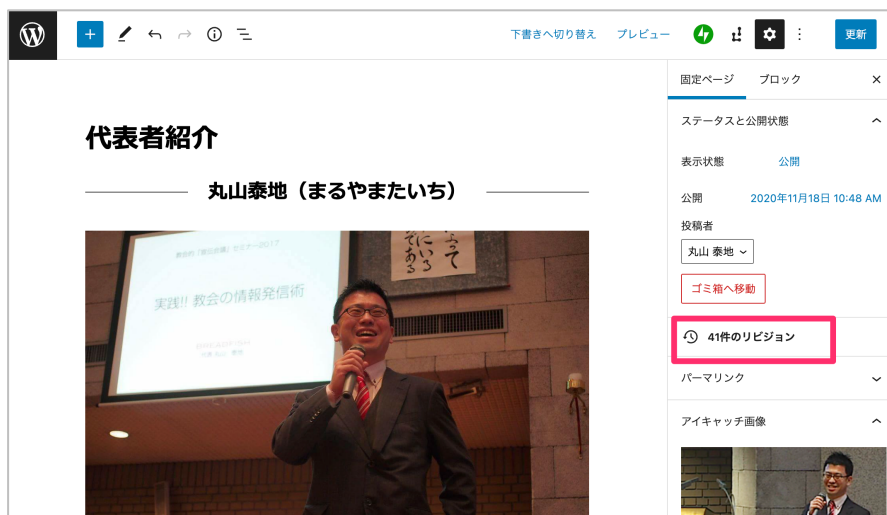 下書きへ切り替え プレビュー 更新
固定ページ ブロック
ステータスと公開状態
表示状態 公開
公開 2020年11月18日 10:48 AM
投稿者
丸山 泰地
ゴミ箱へ移動
41件のリビジョン
パーマリンク
アイキャッチ画像
代表者紹介
丸山泰地（まるやまたいち）
実践!! 教会の情報発信術